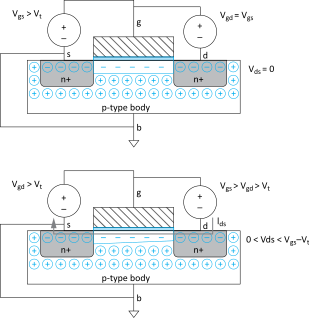 Vgs > Vt
Vgd = Vgs
g
+
−
+
−
s
d
n+
n+
Vds = 0
p-type body
b
Vgd > Vt
Vgs > Vgd > Vt
g
+
−
+
−
s
d
Ids
n+
n+
0 < Vds < Vgs–Vt
p-type body
b